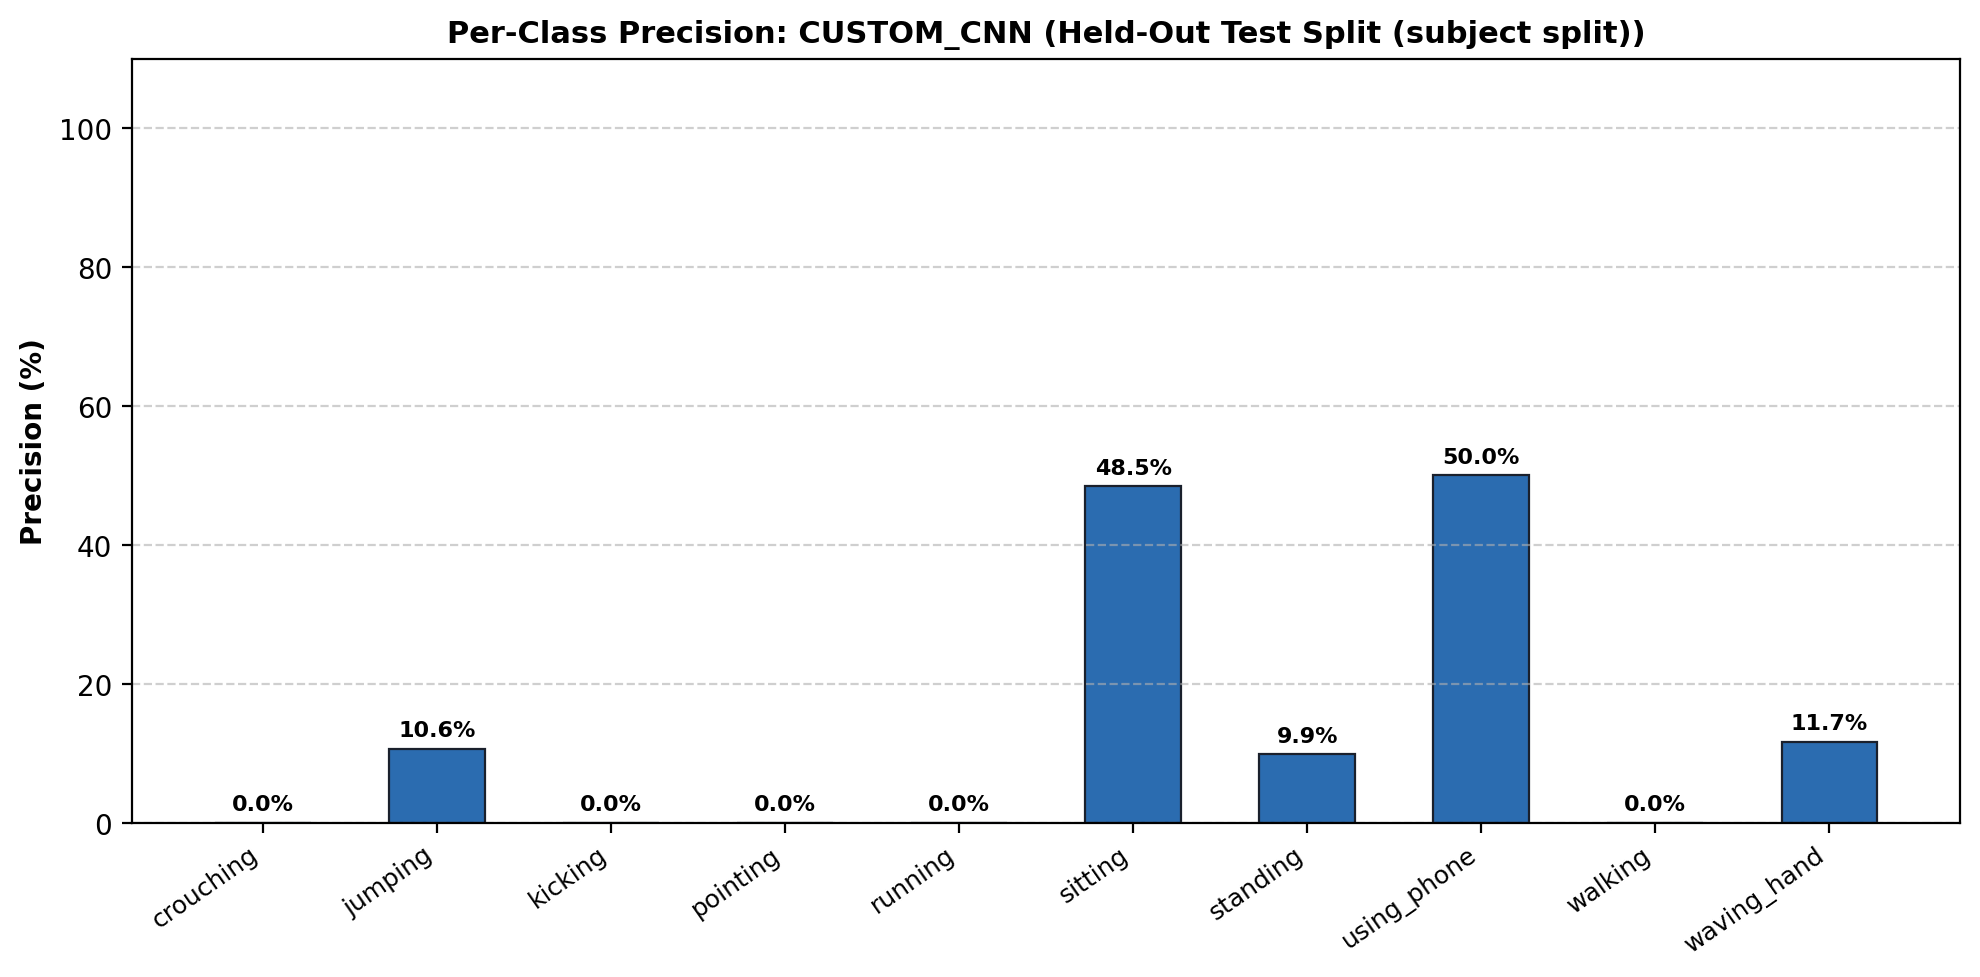 Per-Class Precision: CUSTOM_CNN (Held-Out Test Split (subject split))
Precision (%)
100
80
60
40
20
0
0.0%
10.6%
0.0%
0.0%
0.0%
48.5%
9.9%
50.0%
0.0%
11.7%
crouching
jumping
kicking
pointing
running
sitting
standing
using_phone
walking
waving_hand